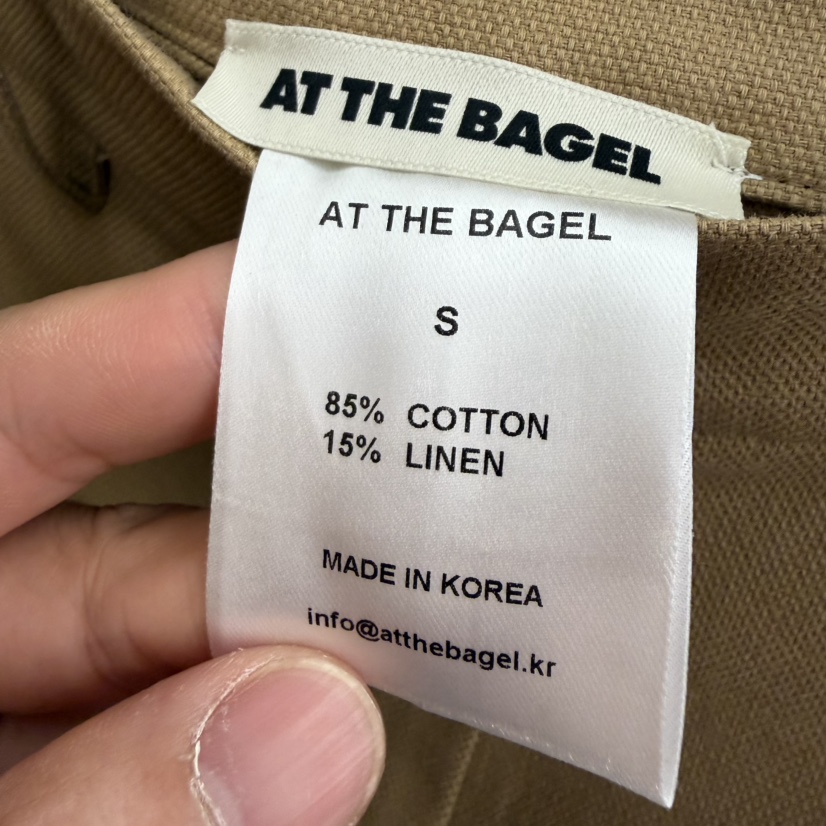 AT THE BAGEL
AT THE BAGEL
S
85% COTTON
15% LINEN
MADE IN KOREA
info@atthebagel.kr